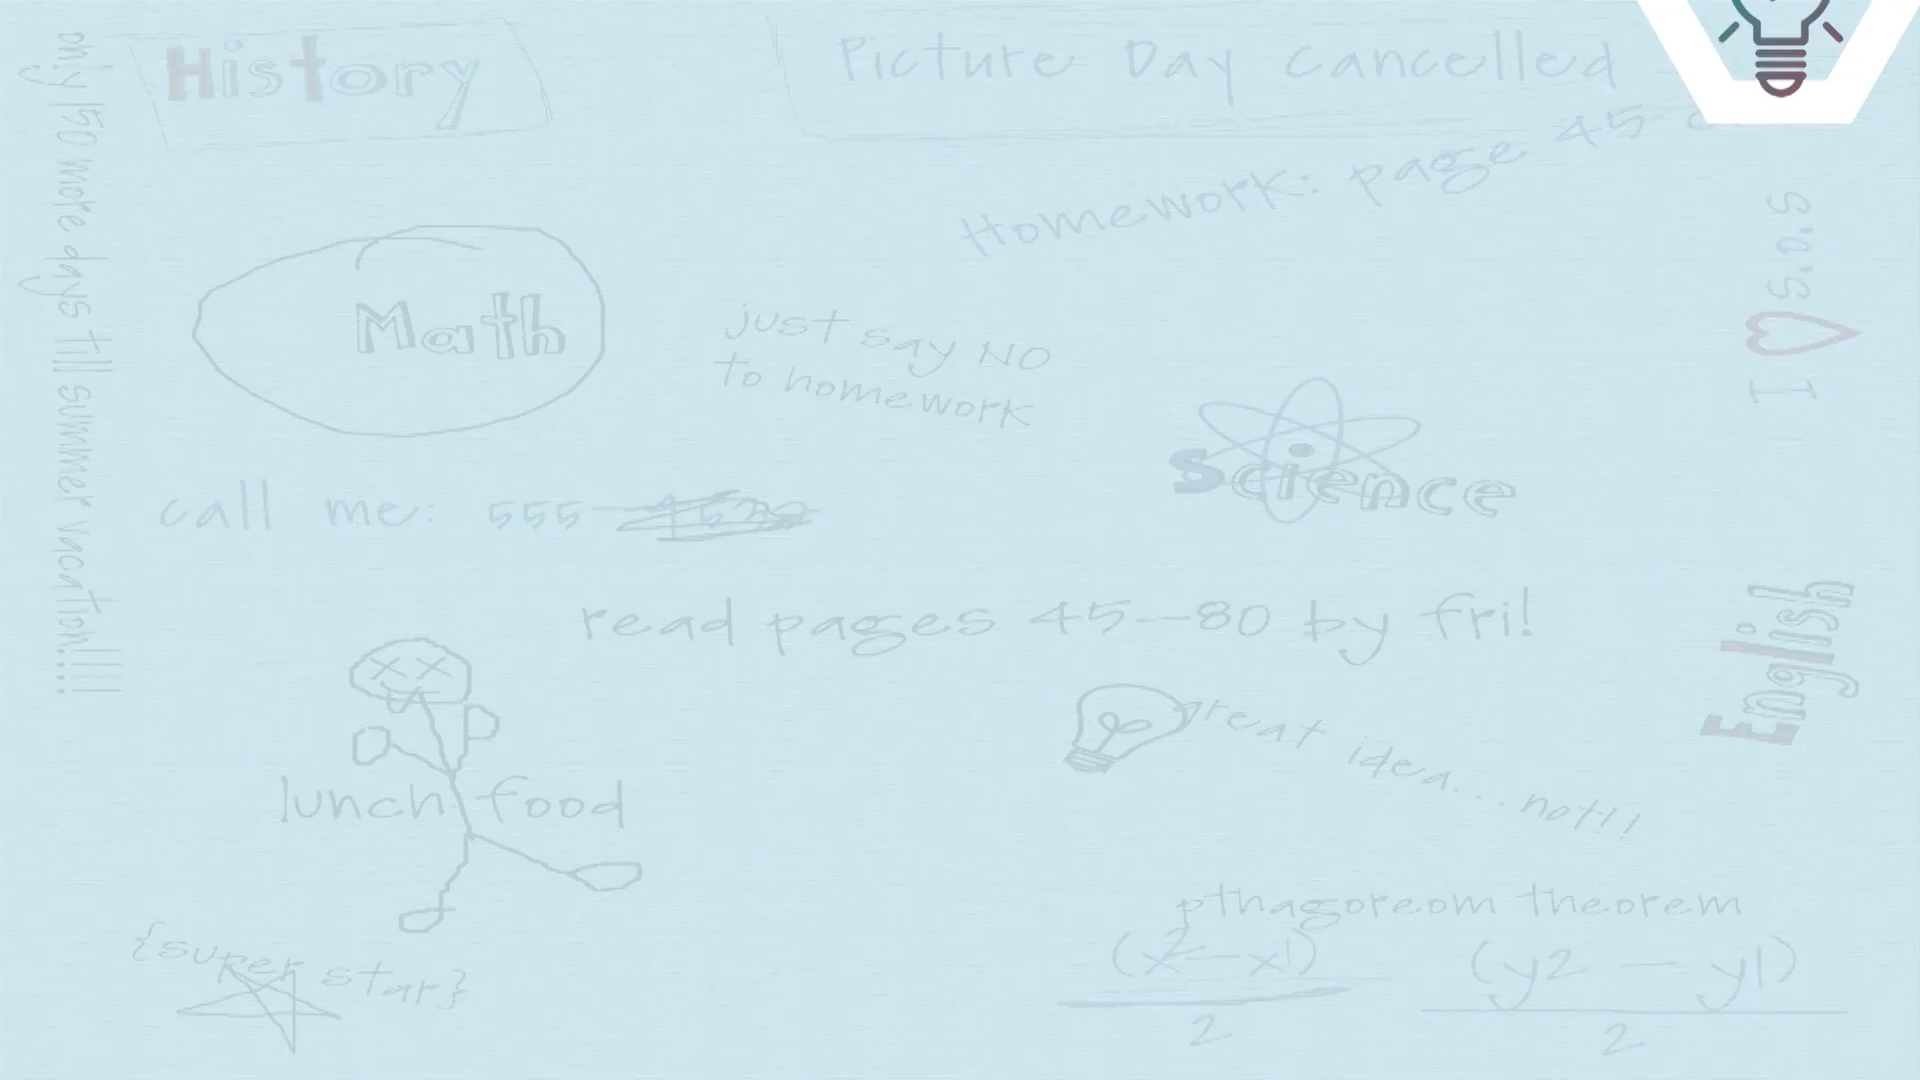 History
Picture Day Cancelled
Homework: page 45
only 150 more days till summer vacation!!!!!
Math
just say NO
to homework
I S.O.S
Science
call me: 555-
read pages 45-80 by fri!
English
great idea... not!!
lunch food
pthagoreom theorem
{super star}
(x2-x1) (y2 - y1)
2 2